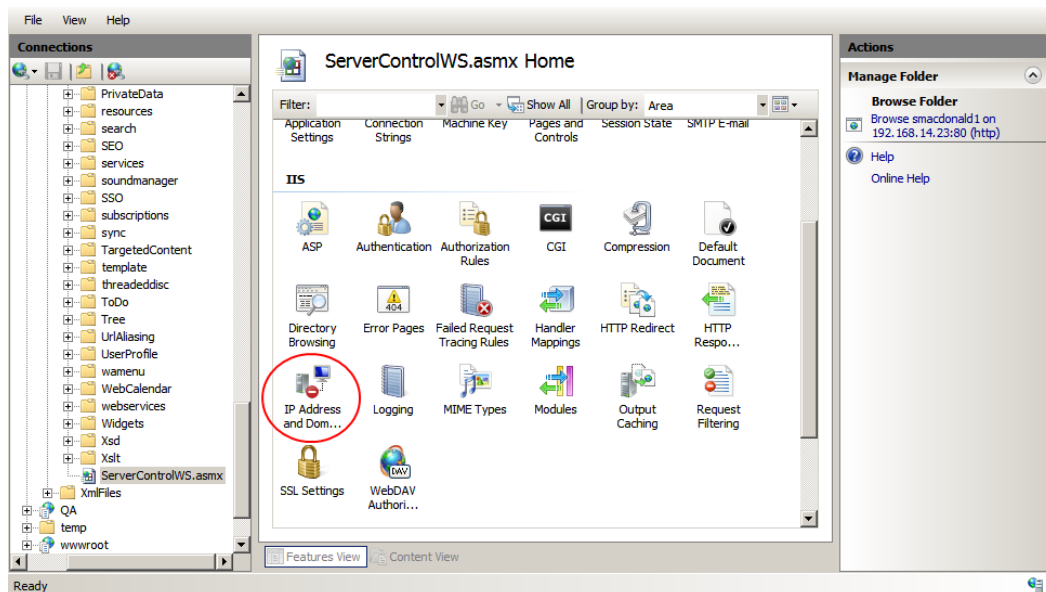 File View Help
Connections
PrivateData
resources
search
SEO
services
soundmanager
SSO
subscriptions
sync
TargetedContent
template
threadeddisc
ToDo
Tree
UrlAliasing
UserProfile
wamenu
WebCalendar
webservices
Widgets
Xsd
Xslt
ServerControlWS.asmx
XmlFiles
QA
temp
wwwroot
ServerControlWS.asmx Home
Filter: Go Show All Group by: Area
Application Connection Machine Key Pages and Session State SMTP E-mail
Settings Strings Controls
IIS
CGI
ASP Authentication Authorization CGI Compression Default
Rules Document
404
Directory Error Pages Failed Request Handler HTTP Redirect HTTP
Browsing Tracing Rules Mappings Respo...
IP Address Logging MIME Types Modules Output Request
and Dom... Caching Filtering
DAV
SSL Settings WebDAV
Authori...
Features View Content View
Actions
Manage Folder
Browse Folder
Browse smacdonald1 on
192.168.14.23:80 (http)
Help
Online Help
Ready